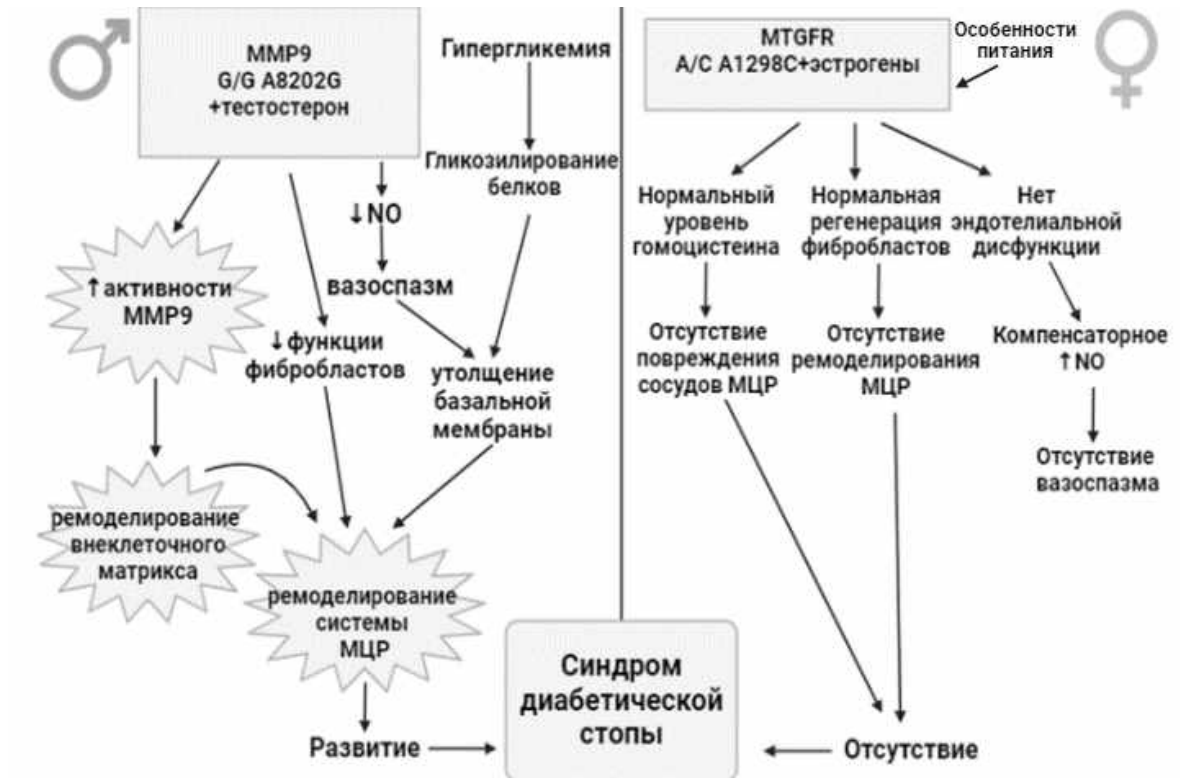 MMP9
G/G A8202G
+тестостерон
Гипергликемия
Гликозилирование
белков
↓NO
вазоспазм
↑активности
MMP9
↓функции
фибробластов
утолщение
базальной
мембраны
ремоделирование
внеклеточного
матрикса
ремоделирование
системы
МЦР
Развитие
Синдром
диабетической
стопы
MTGFR
A/C A1298C+эстрогены
Особенности
питания
Нормальный
уровень
гомоцистеина
Нормальная
регенерация
фибробластов
Нет
эндотелиальной
дисфункции
Отсутствие
повреждения
сосудов МЦР
Отсутствие
ремоделирования
МЦР
Компенсаторное
↑NO
Отсутствие
вазоспазма
Отсутствие